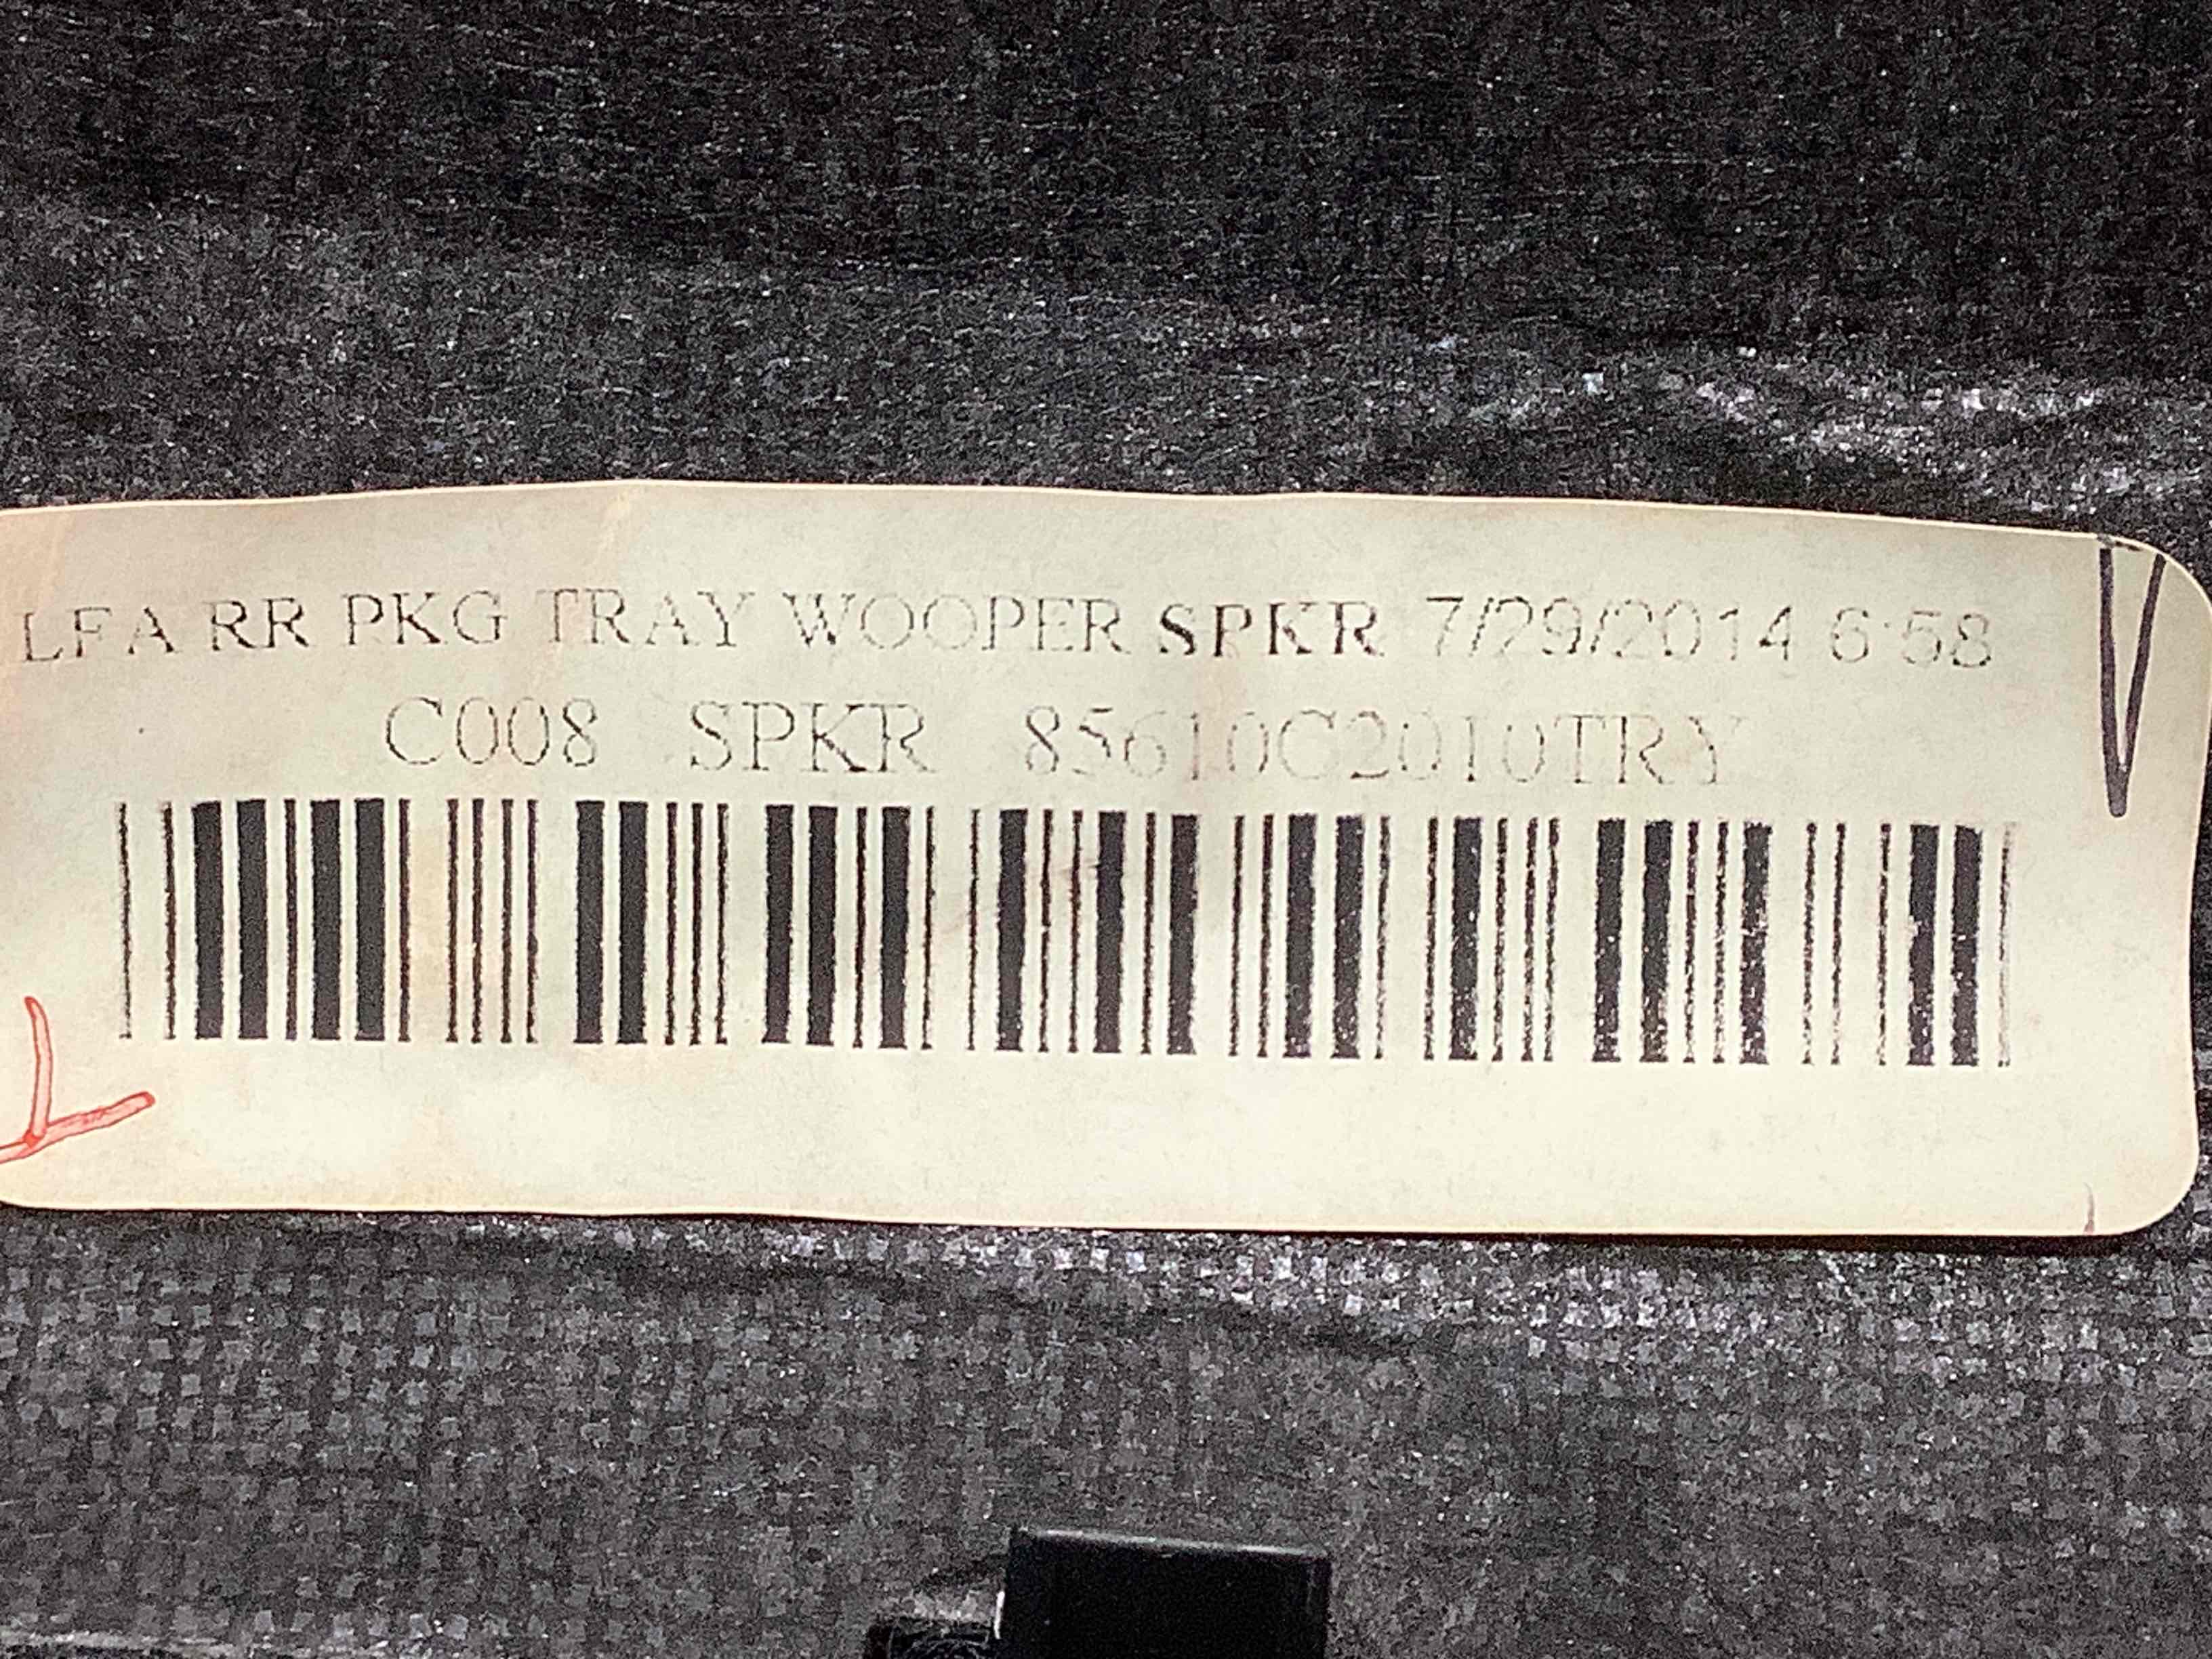 LFA RR PKG TRAY WOOPER SPKR 7/29/2014 6:58
C008 SPKR 85610C2010TRY